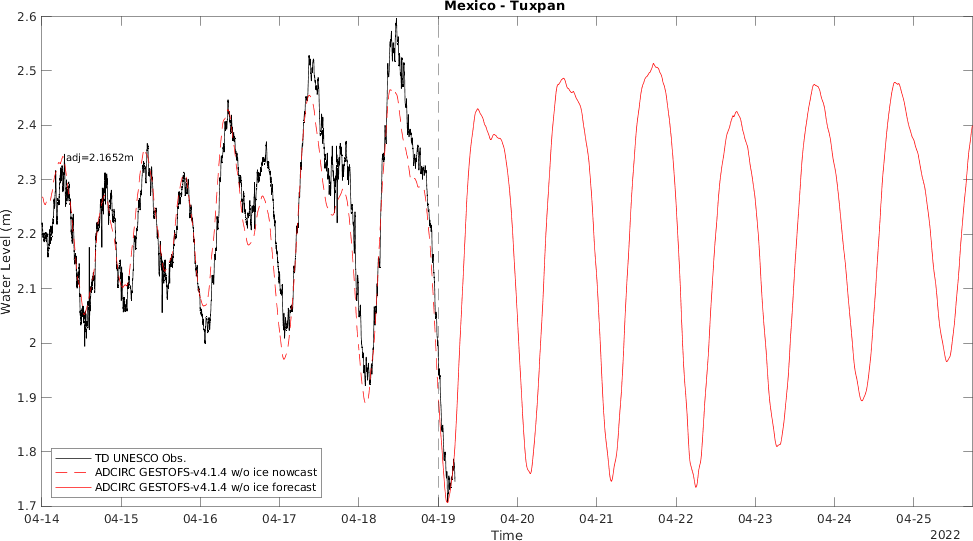 Mexico - Tuxpan
2.6
2.5
2.4
2.3
2.2
2.1
2
1.9
1.8
1.7
Water Level (m)
adj=2.1652m
TD UNESCO Obs.
ADCIRC GESTOFS-v4.1.4 w/o ice nowcast
ADCIRC GESTOFS-v4.1.4 w/o ice forecast
04-14 04-15 04-16 04-17 04-18 04-19 04-20 04-21 04-22 04-23 04-24 04-25
Time
2022